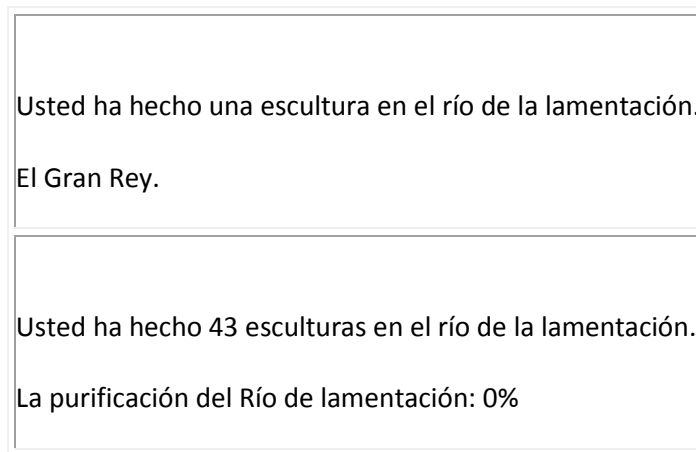 Usted ha hecho una escultura en el río de la lamentación.
El Gran Rey.
Usted ha hecho 43 esculturas en el río de la lamentación.
La purificación del Río de lamentación: 0%